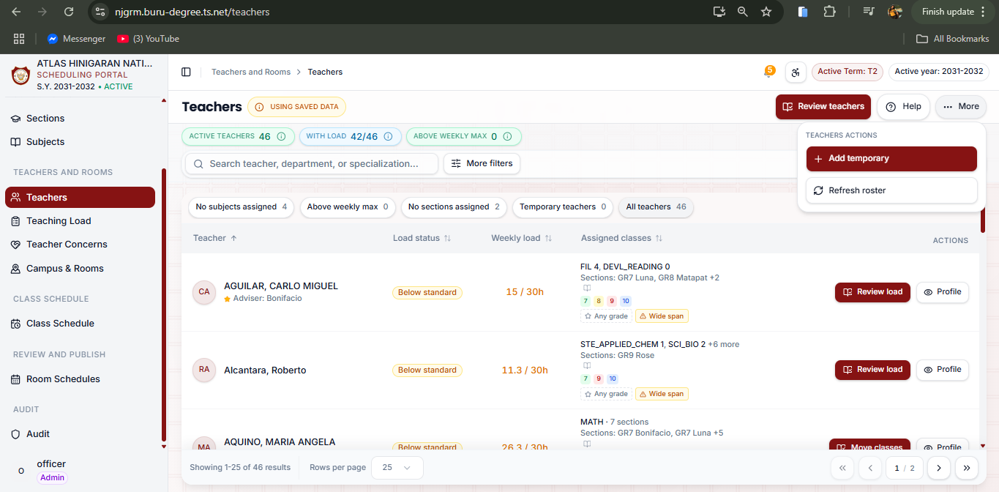 njgrm.buru-degree.ts.net/teachers
Finish update
Messenger
(3) YouTube
All Bookmarks
ATLAS HINIGARAN NATI...
SCHEDULING PORTAL
S.Y. 2031-2032 • ACTIVE
Sections
Subjects
TEACHERS AND ROOMS
Teachers
Teaching Load
Teacher Concerns
Campus & Rooms
CLASS SCHEDULE
Class Schedule
REVIEW AND PUBLISH
Room Schedules
AUDIT
Audit
O
officer
Admin
Teachers and Rooms > Teachers
5
Active Term: T2
Active year: 2031-2032
Teachers
USING SAVED DATA
Review teachers
Help
More
ACTIVE TEACHERS 46
WITH LOAD 42/46
ABOVE WEEKLY MAX 0
TEACHERS ACTIONS
Add temporary
Refresh roster
Search teacher, department, or specialization...
More filters
No subjects assigned 4
Above weekly max 0
No sections assigned 2
Temporary teachers 0
All teachers 46
Teacher
Load status
Weekly load
Assigned classes
ACTIONS
CA
AGUILAR, CARLO MIGUEL
Adviser: Bonifacio
Below standard
15 / 30h
FIL 4, DEVL_READING 0
Sections: GR7 Luna, GR8 Matapat +2
7 8 9 10
Any grade
Wide span
Review load
Profile
RA
Alcantara, Roberto
Below standard
11.3 / 30h
STE_APPLIED_CHEM 1, SCI_BIO 2 +6 more
Sections: GR9 Rose
7 9 10
Any grade
Wide span
Review load
Profile
MA
AQUINO, MARIA ANGELA
Below standard
26.3 / 30h
MATH · 7 sections
Sections: GR7 Bonifacio, GR7 Luna +5
Move classes
Profile
Showing 1-25 of 46 results
Rows per page
25
1 / 2